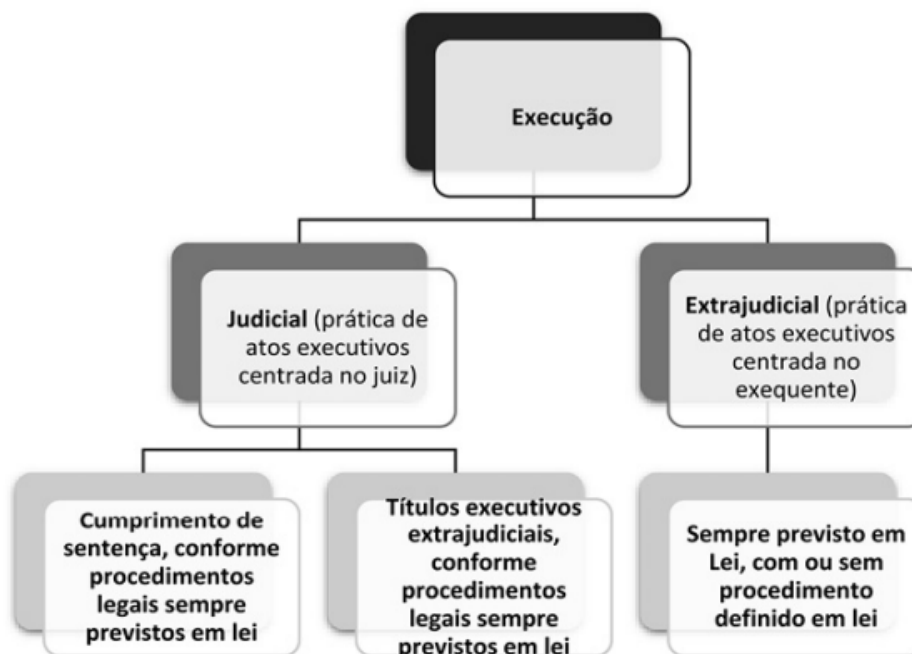 Execução
Judicial (prática de
atos executivos
centrada no juiz)
Extrajudicial (prática
de atos executivos
centrada no
exequente)
Cumprimento de
sentença, conforme
procedimentos
legais sempre
previstos em lei
Títulos executivos
extrajudiciais,
conforme
procedimentos
legais sempre
previstos em lei
Sempre previsto em
Lei, com ou sem
procedimento
definido em lei